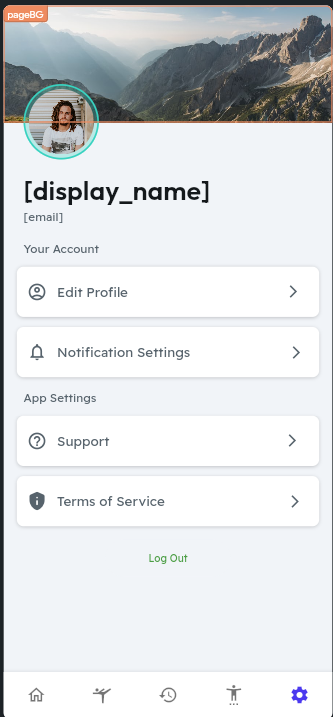 pageBG
[display_name]
[email]
Your Account
Edit Profile
Notification Settings
App Settings
Support
Terms of Service
Log Out